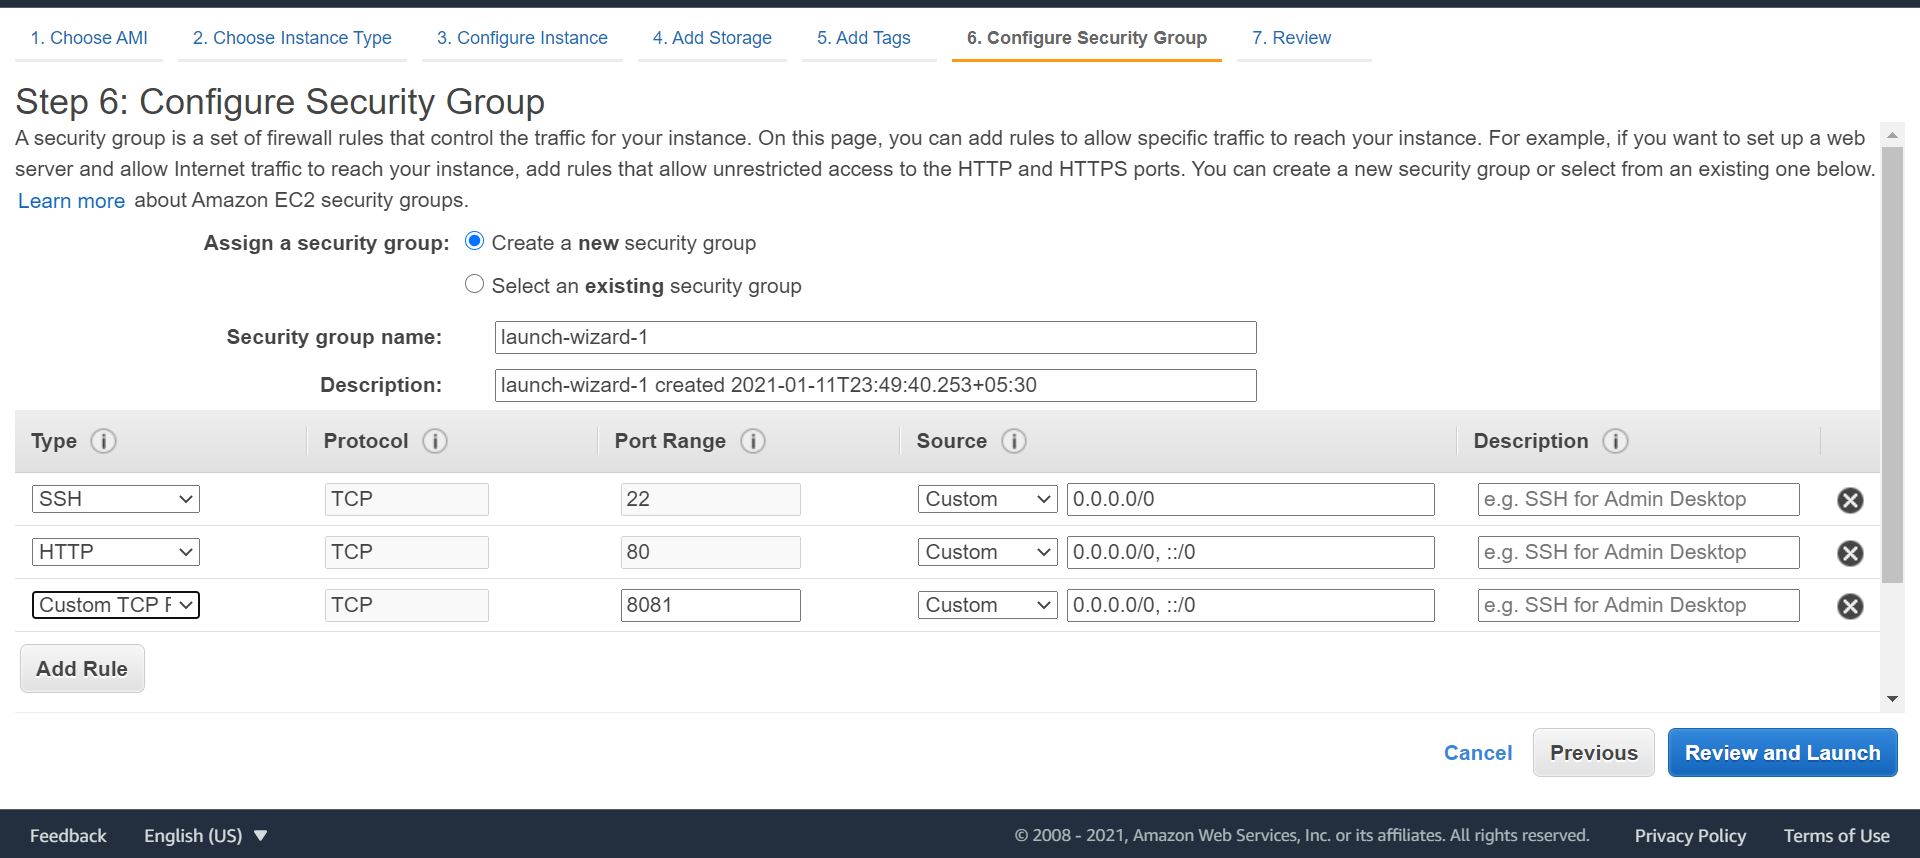 1. Choose AMI 2. Choose Instance Type 3. Configure Instance 4. Add Storage 5. Add Tags 6. Configure Security Group 7. Review
Step 6: Configure Security Group
A security group is a set of firewall rules that control the traffic for your instance. On this page, you can add rules to allow specific traffic to reach your instance. For example, if you want to set up a web
server and allow Internet traffic to reach your instance, add rules that allow unrestricted access to the HTTP and HTTPS ports. You can create a new security group or select from an existing one below.
Learn more about Amazon EC2 security groups.
Assign a security group: Create a new security group
Select an existing security group
Security group name: launch-wizard-1
Description: launch-wizard-1 created 2021-01-11T23:49:40.253+05:30
Type Protocol Port Range Source Description
SSH TCP 22 Custom 0.0.0.0/0 e.g. SSH for Admin Desktop
HTTP TCP 80 Custom 0.0.0.0/0, ::/0 e.g. SSH for Admin Desktop
Custom TCP TCP 8081 Custom 0.0.0.0/0, ::/0 e.g. SSH for Admin Desktop
Add Rule
Cancel Previous Review and Launch
Feedback English (US) © 2008 - 2021, Amazon Web Services, Inc. or its affiliates. All rights reserved. Privacy Policy Terms of Use